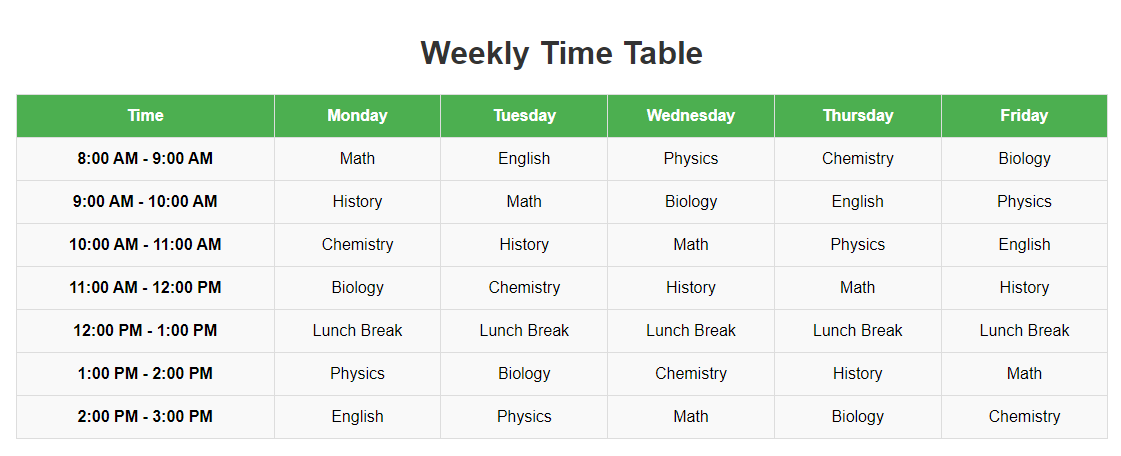 Weekly Time Table
Time Monday Tuesday Wednesday Thursday Friday
8:00 AM - 9:00 AM Math English Physics Chemistry Biology
9:00 AM - 10:00 AM History Math Biology English Physics
10:00 AM - 11:00 AM Chemistry History Math Physics English
11:00 AM - 12:00 PM Biology Chemistry History Math History
12:00 PM - 1:00 PM Lunch Break Lunch Break Lunch Break Lunch Break Lunch Break
1:00 PM - 2:00 PM Physics Biology Chemistry History Math
2:00 PM - 3:00 PM English Physics Math Biology Chemistry